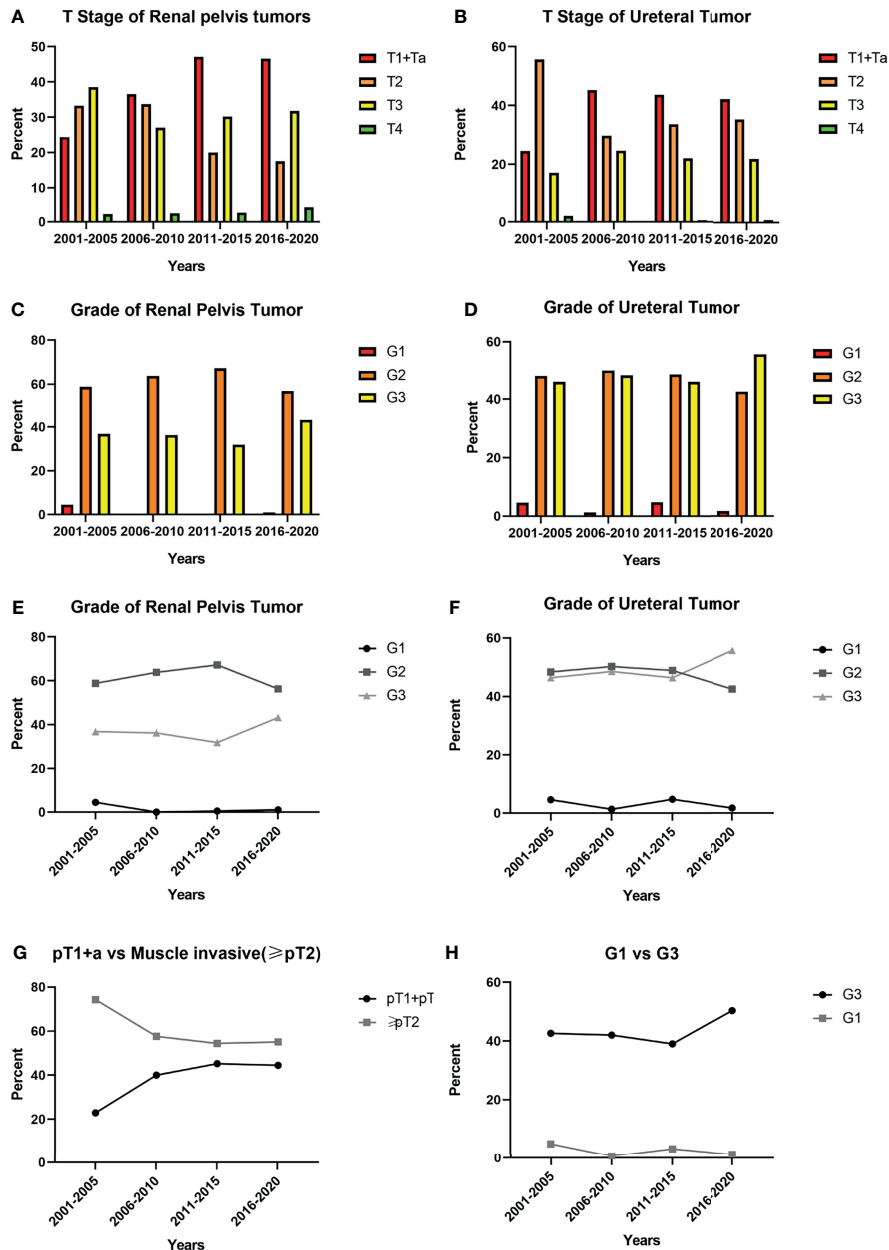 A
T Stage of Renal pelvis tumors
50
40
30
20
10
0
Percent
2001-2005 2006-2010 2011-2015 2016-2020
Years
T1+Ta
T2
T3
T4
B
T Stage of Ureteral Tumor
60
40
20
0
Percent
2001-2005 2006-2010 2011-2015 2016-2020
Years
T1+Ta
T2
T3
T4
C
Grade of Renal Pelvis Tumor
80
60
40
20
0
Percent
2001-2005 2006-2010 2011-2015 2016-2020
Years
G1
G2
G3
D
Grade of Ureteral Tumor
60
40
20
0
Percent
2001-2005 2006-2010 2011-2015 2016-2020
Years
G1
G2
G3
E
Grade of Renal Pelvis Tumor
80
60
40
20
0
Percent
2001-2005
2006-2010
2011-2015
2016-2020
Years
G1
G2
G3
F
Grade of Ureteral Tumor
60
40
20
0
Percent
2001-2005
2006-2010
2011-2015
2016-2020
Years
G1
G2
G3
G
pT1+a vs Muscle invasive(≥pT2)
80
60
40
20
0
Percent
2001-2005
2006-2010
2011-2015
2016-2020
Years
pT1+pT
≥pT2
H
G1 vs G3
60
40
20
0
Percent
2001-2005
2006-2010
2011-2015
2016-2020
Years
G3
G1